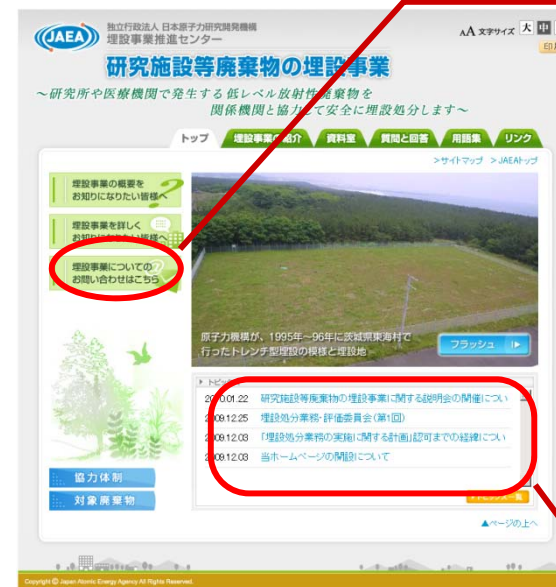 JAEA
独立行政法人 日本原子力研究開発機構
埋設事業推進センター
AA 文字サイズ 大 中
研究施設等廃棄物の埋設事業
～研究所や医療機関で発生する低レベル放射性廃棄物を
関係機関と協力して安全に埋設処分します～
トップ 埋設事業の紹介 資料室 質問と回答 用語集 リンク
>サイトマップ >JAEAトップ
埋設事業の概要を
お知りになりたい皆様へ
埋設事業を詳しく
お知りになりたい皆様へ
埋設事業についての
お問い合わせはこちら
原子力機構が、1995年～96年に茨城県東海村で
行ったトレンチ型埋設の模様と埋設地
フラッシュ
2010.01.22 研究施設等廃棄物の埋設事業に関する説明会の開催につい
2009.12.25 埋設処分業務・評価委員会(第1回)
2009.12.03 「埋設処分業務の実施に関する計画」認可までの経緯につい
2009.12.03 当ホームページの開設について
協力体制
対象廃棄物
▲ページの上へ
Copyright © Japan Atomic Energy Agency All Rights Reserved.